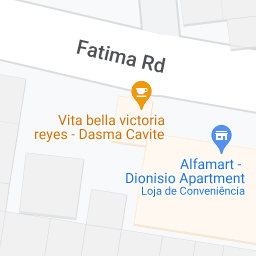 Fatima Rd
Vita bella victoria
reyes - Dasma Cavite
Alfamart -
Dionisio Apartment
Loja de Conveniência